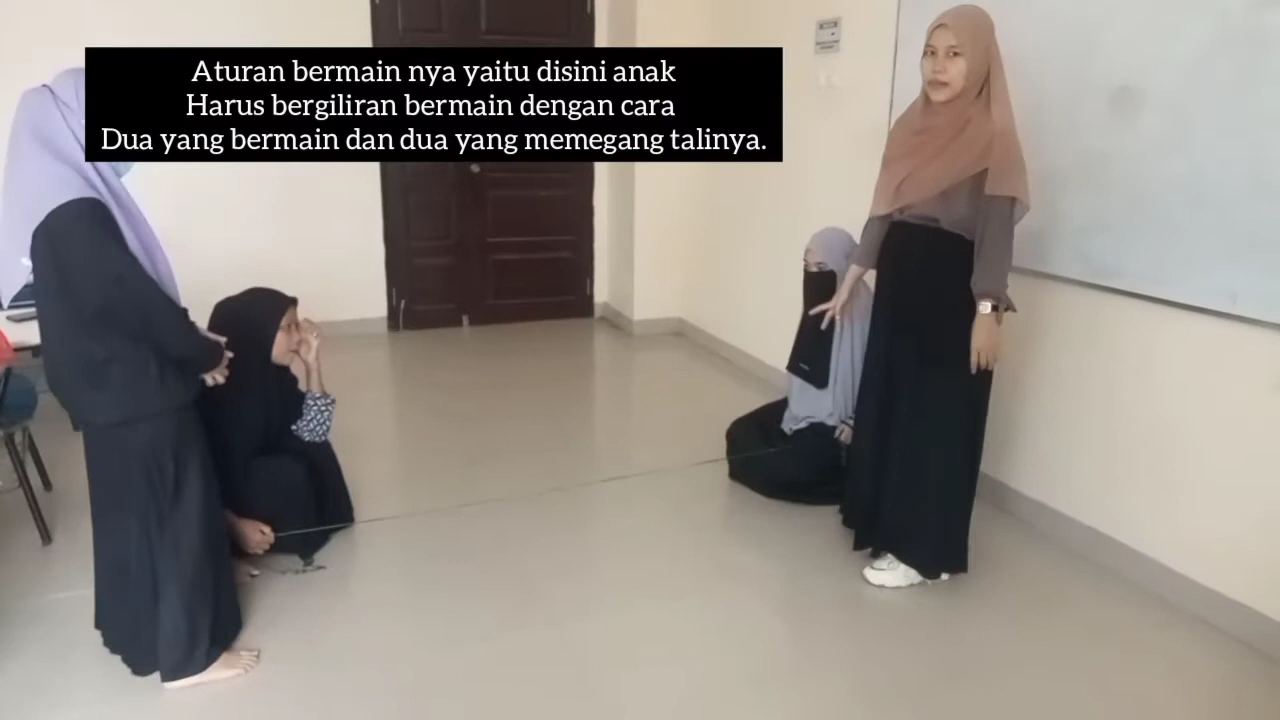 Aturan bermain nya yaitu disini anak
Harus bergiliran bermain dengan cara
Dua yang bermain dan dua yang memegang talinya.